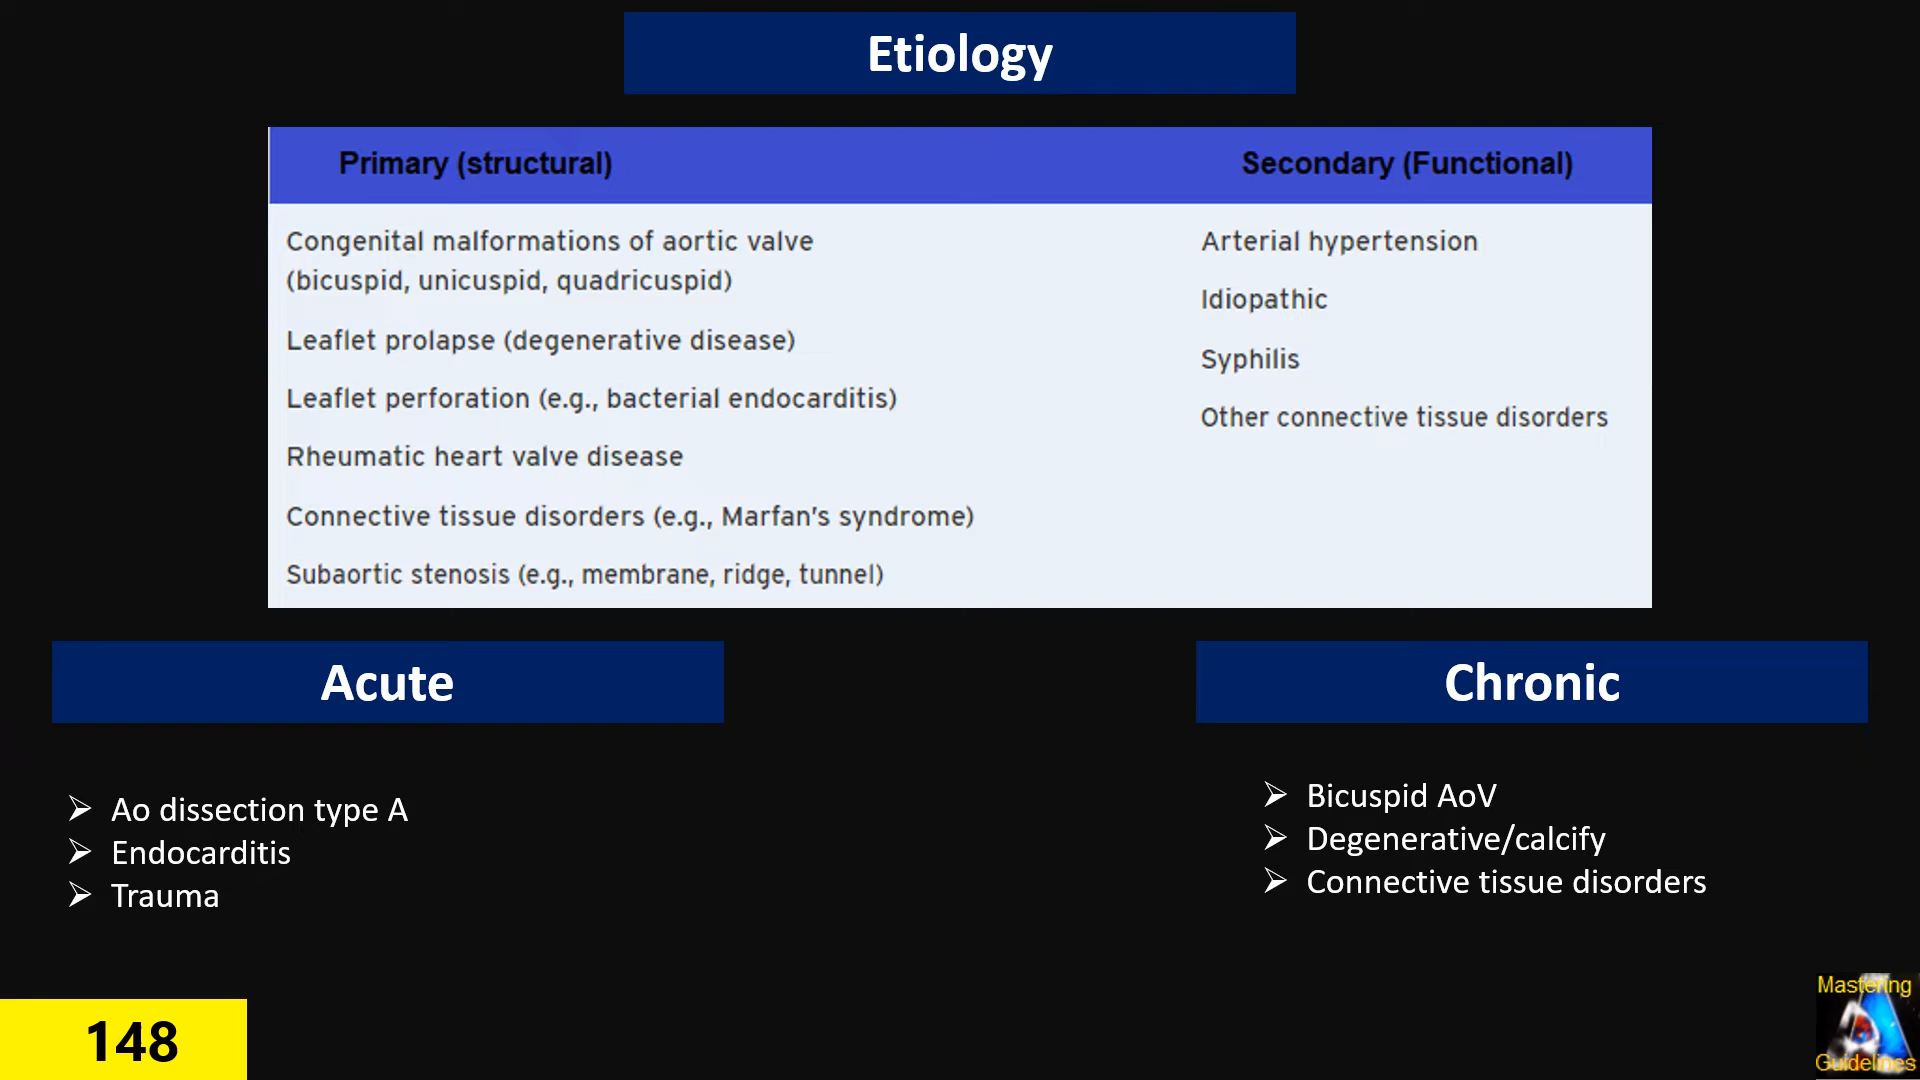 Etiology
Primary (structural)
Secondary (Functional)
Congenital malformations of aortic valve
(bicuspid, unicuspid, quadricuspid)
Leaflet prolapse (degenerative disease)
Leaflet perforation (e.g., bacterial endocarditis)
Rheumatic heart valve disease
Connective tissue disorders (e.g., Marfan's syndrome)
Subaortic stenosis (e.g., membrane, ridge, tunnel)
Arterial hypertension
Idiopathic
Syphilis
Other connective tissue disorders
Acute
Ao dissection type A
Endocarditis
Trauma
Chronic
Bicuspid AoV
Degenerative/calcify
Connective tissue disorders
148
Mastering
Guidelines